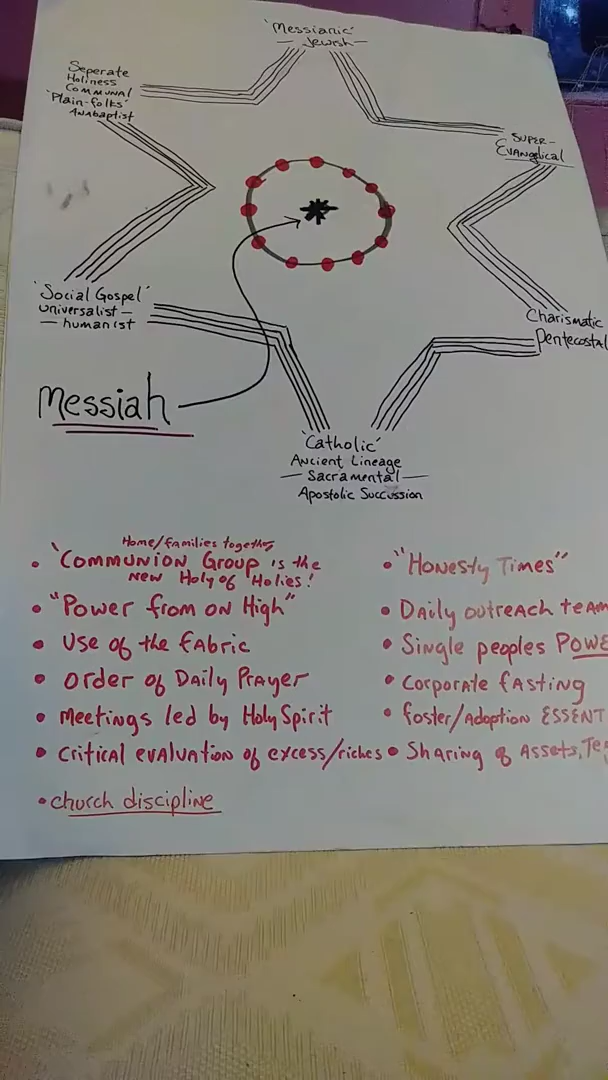 'Messianic'
— Jewish —
Seperate
Holiness
Communal
'Plain-folks'
Anabaptist
SUPER-
Evangelical
'Social Gospel'
universalist —
— humanist
Charismatic
Pentecostal
Messiah
'Catholic'
Ancient Lineage
— Sacramental —
Apostolic Succussion
Home/families together
• 'Communion Group is the
new Holy of Holies!
• "Power from on High"
• Use of the fabric
• Order of Daily Prayer
• Meetings led by Holy Spirit
• critical evaluation of excess/riches
• church discipline
• "Honesty Times"
• Daily outreach team
• Single peoples POWE
• corporate fasting
• foster/Adoption ESSENT
• Sharing of Assets,